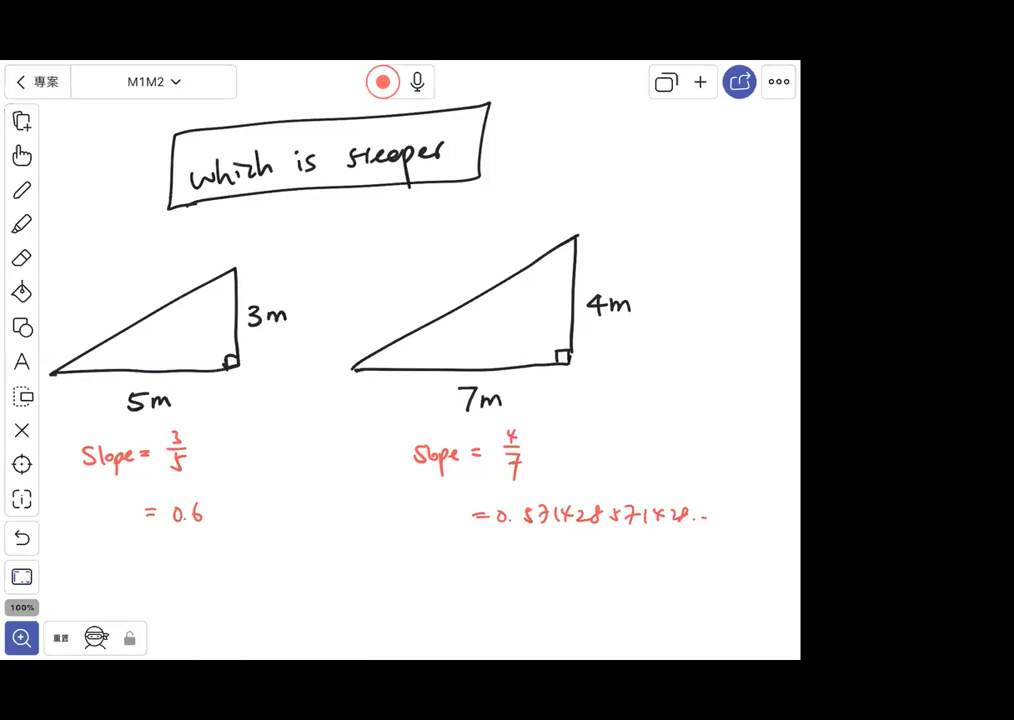 專案
M1M2
which is steeper
3m
5m
4m
7m
Slope = 3/5
= 0.6
Slope = 4/7
= 0.571428571428..
A
100%
重置